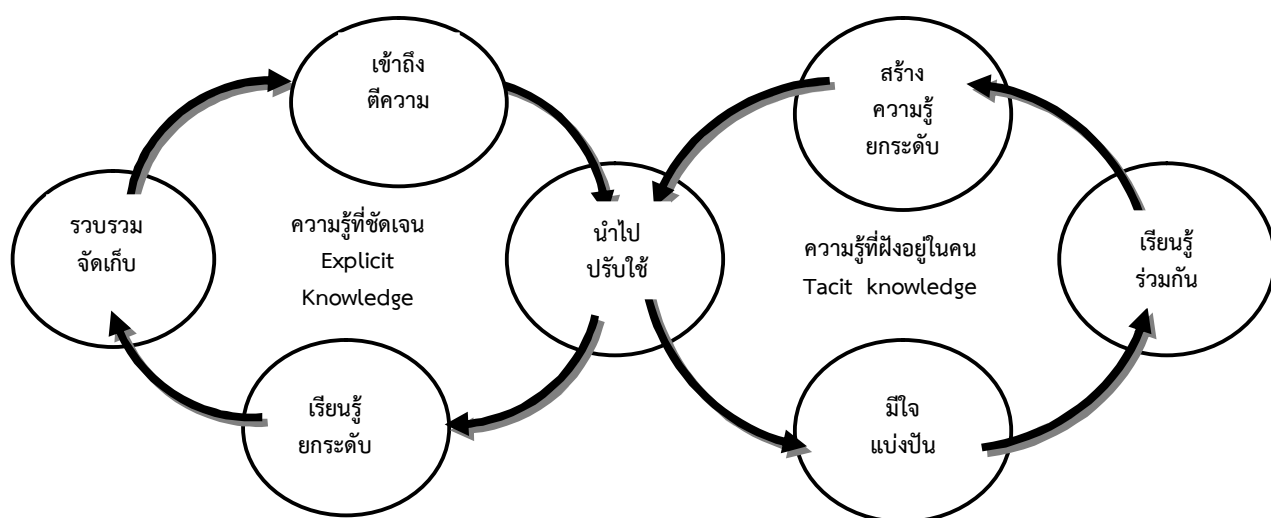 เข้าถึง
ตีความ
สร้าง
ความรู้
ยกระดับ
รวบรวม
จัดเก็บ
ความรู้ที่ชัดเจน
Explicit
Knowledge
นำไป
ปรับใช้
ความรู้ที่ฝังอยู่ในคน
Tacit knowledge
เรียนรู้
ร่วมกัน
เรียนรู้
ยกระดับ
มีใจ
แบ่งปัน